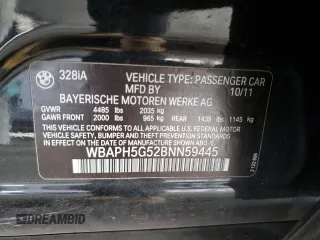 328iA VEHICLE TYPE: PASSENGER CAR
MFD BY 10/11
BAYERISCHE MOTOREN WERKE AG
GVWR 4485 lbs 2035 kg
GAWR FRONT 2000 lbs 965 kg REAR 1435 lbs 1145 kg
THIS VEHICLE CONFORMS TO ALL APPLICABLE U.S. FEDERAL MOTOR VEHICLE
SAFETY, BUMPER AND THEFT PREVENTION STANDARDS
IN EFFECT ON THE DATE OF MANUFACTURE SHOWN ABOVE.
WBAPH5G52BNN59445
DREAMBID